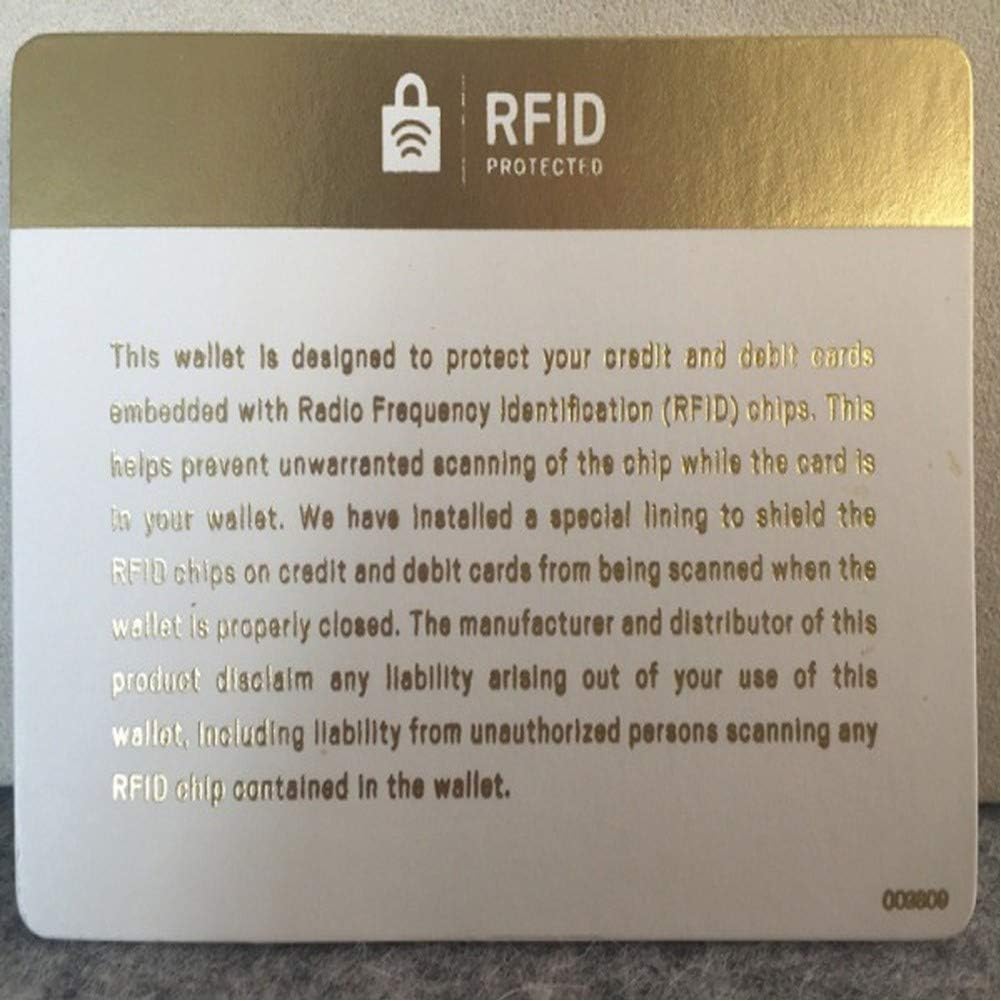 RFID
PROTECTED
This wallet is designed to protect your credit and debit cards
embedded with Radio Frequency Identification (RFID) chips. This
helps prevent unwarranted scanning of the chip while the card is
in your wallet. We have installed a special lining to shield the
RFID chips on credit and debit cards from being scanned when the
wallet is properly closed. The manufacturer and distributor of this
product disclaim any liability arising out of your use of this
wallet, including liability from unauthorized persons scanning any
RFID chip contained in the wallet.